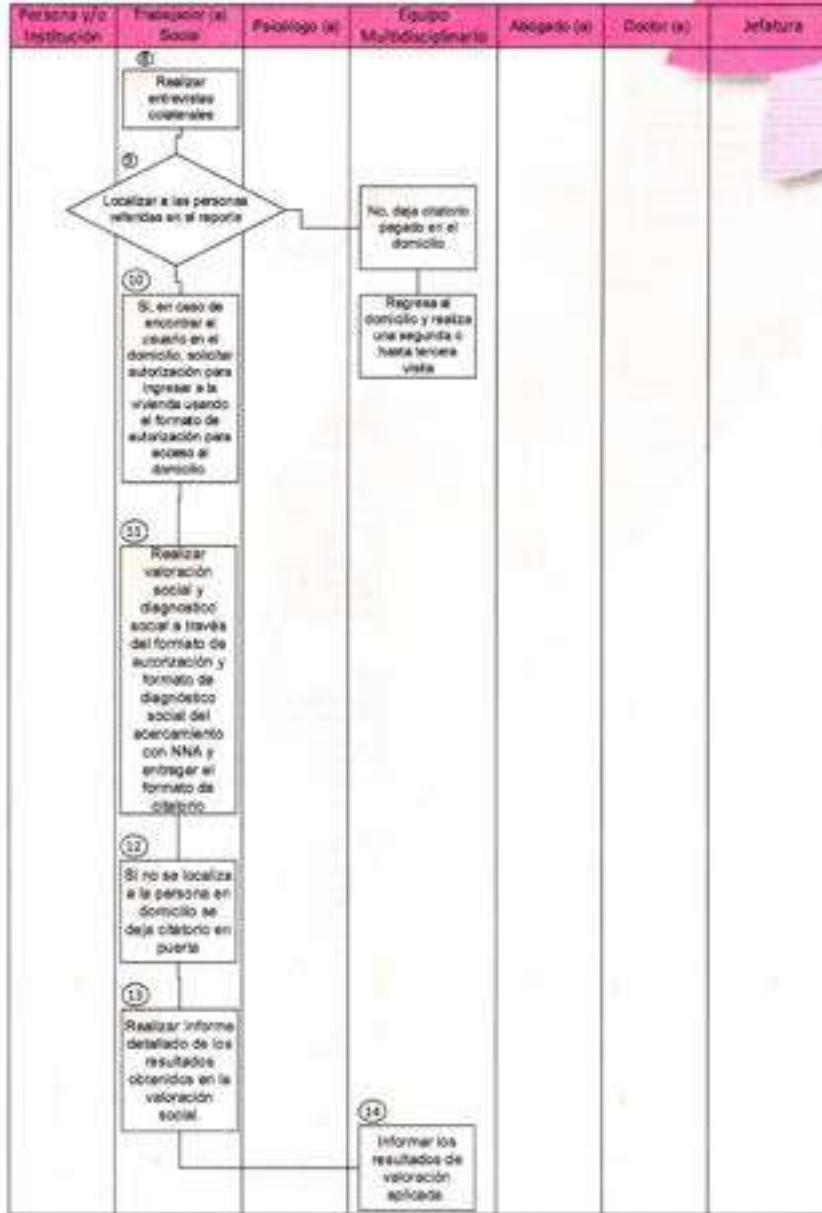 Persona y/o
Institución
Trabajador (a)
Social
Psicólogo (a)
Equipo
Multidisciplinario
Abogado (a)
Doctor (a)
Jefatura
8
Realizar
entrevistas
colaterales
9
Localizar a las personas
referidas en el reporte
No, deja citatorio
pegado en el
domicilio
Regresa al
domicilio y realiza
una segunda o
hasta tercera
visita
10
Si, en caso de
encontrar al
usuario en el
domicilio, solicitar
autorización para
ingresar a la
vivienda usando
el formato de
autorización para
acceso al
domicilio
11
Realizar
valoración
social y
diagnostico
social a través
del formato de
autorización y
formato de
diagnóstico
social del
acercamiento
con NNA y
entregar el
formato de
citatorio
12
Si no se localiza
a la persona en
domicilio se
deja citatorio en
puerta
13
Realizar informe
detallado de los
resultados
obtenidos en la
valoración
social.
14
Informar los
resultados de
valoración
aplicada